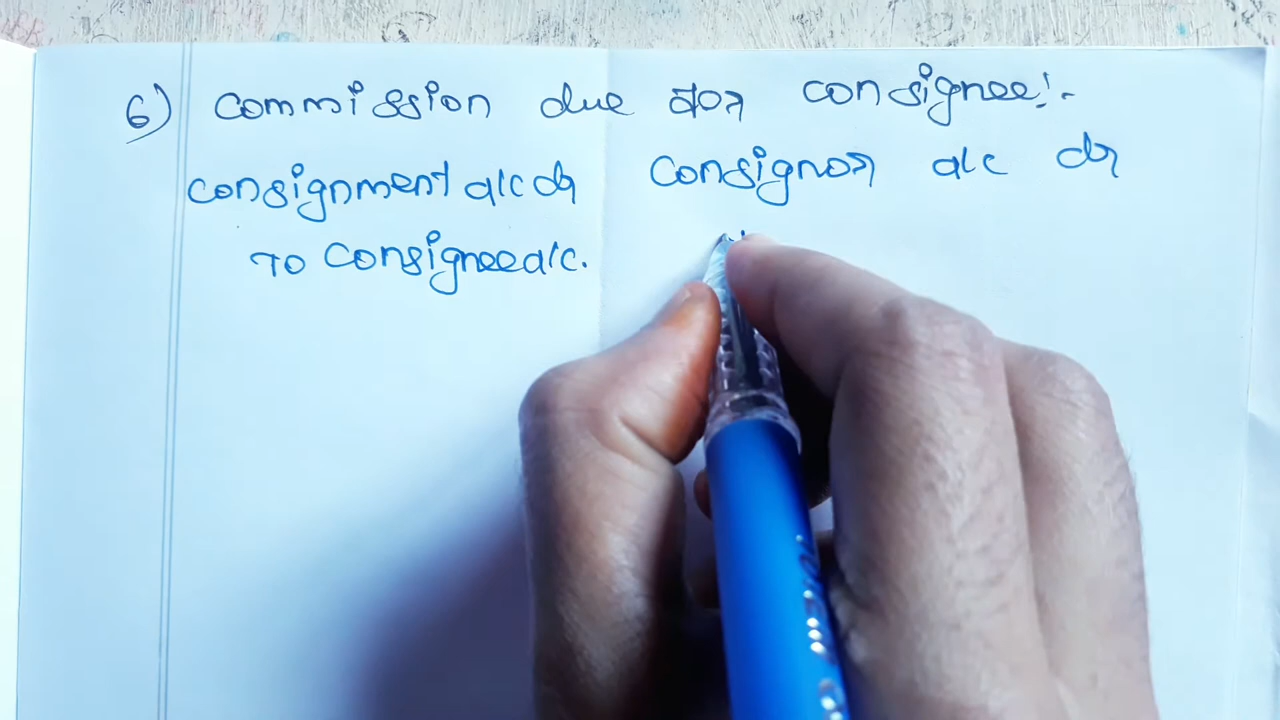 6) Commission due for consignee:-
consignment a/c dr
To Consignee a/c.
Consignor a/c dr